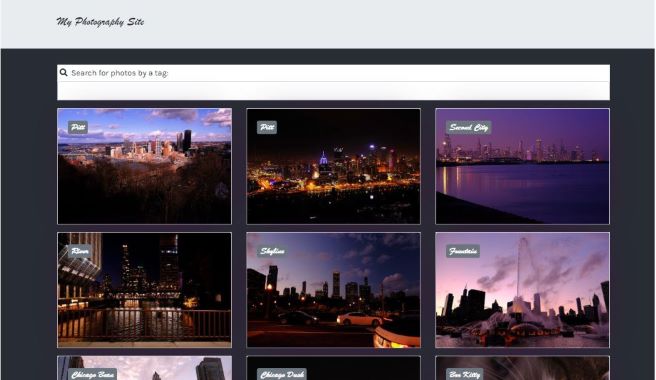 My Photography Site
Search for photos by a tag:
Pitt
Pitt
Second City
River
Skyline
Fountain
Chicago Bean
Chicago Dusk
Bee Kitty